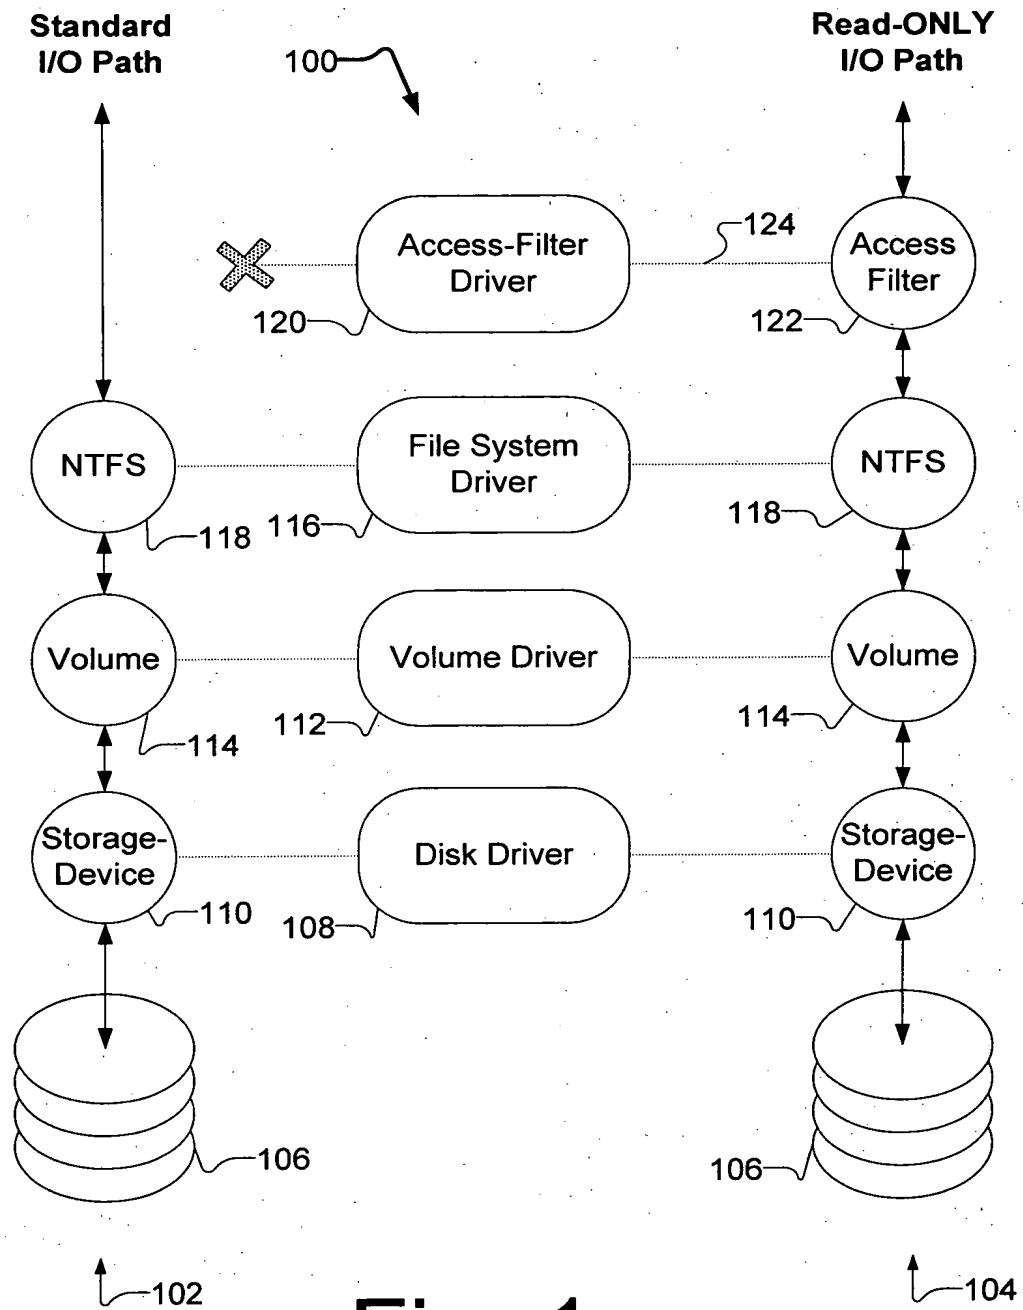 Standard
I/O Path
100
Read-ONLY
I/O Path
Access-Filter
Driver
120
124
Access
Filter
122
NTFS
118
File System
Driver
116
NTFS
118
Volume
114
Volume Driver
112
Volume
114
Storage-
Device
110
Disk Driver
108
Storage-
Device
110
106
106
102
104